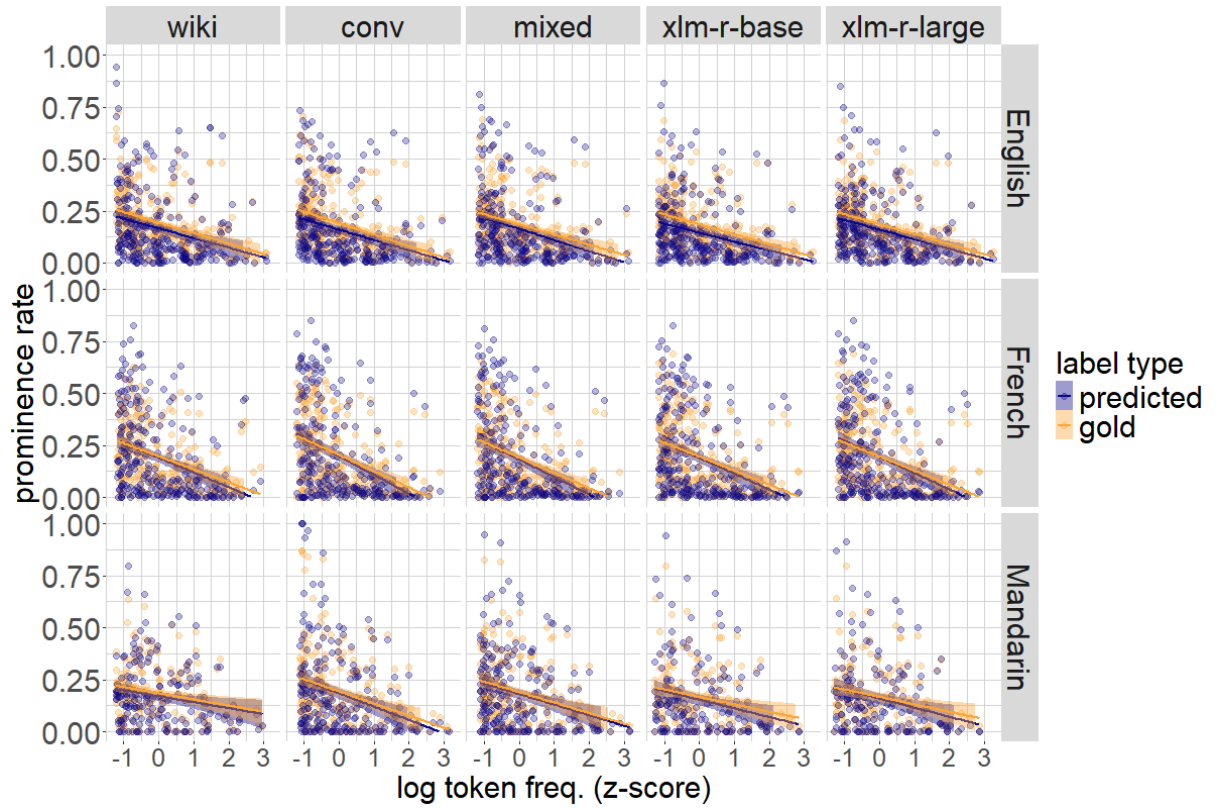 wiki conv mixed xlm-r-base xlm-r-large
1.00
0.75
0.50
0.25
0.00
English
1.00
0.75
0.50
0.25
0.00
French
1.00
0.75
0.50
0.25
0.00
Mandarin
prominence rate
-1 0 1 2 3 -1 0 1 2 3 -1 0 1 2 3 -1 0 1 2 3 -1 0 1 2 3
log token freq. (z-score)
label type
predicted
gold